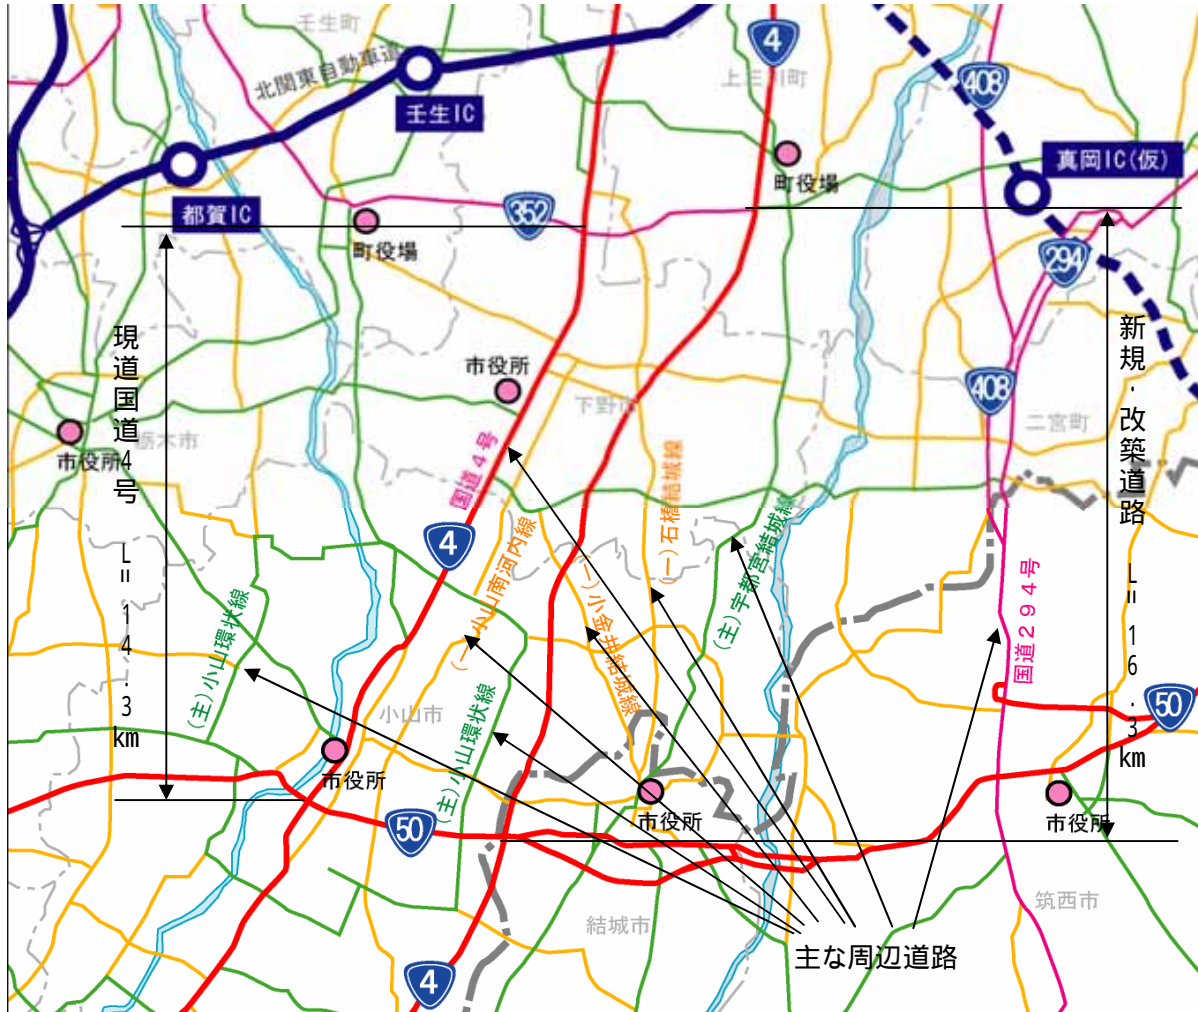 壬生町
4
北関東自動車道
上三川町
408
壬生IC
真岡IC(仮)
町役場
都賀IC
352
町役場
294
現道国道4号 L=14.3km
新規・改築道路 L=16.3km
市役所
408
下野市
二宮町
栃木市
市役所
国道4号
(一)石橋結城線
(主)宇都宮結城線
4
(一)小山南河内線
(一)小金井結城線
国道294号
(主)小山環状線
(主)小山環状線
小山市
50
市役所
市役所
市役所
50
筑西市
結城市
主な周辺道路
4